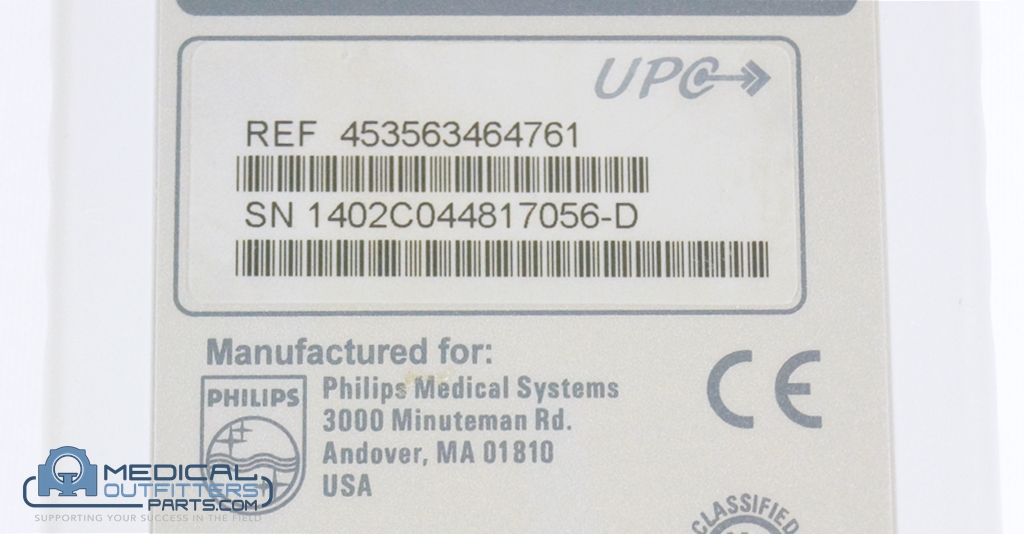 UPC
REF 453563464761
SN 1402C044817056-D
Manufactured for:
PHILIPS
Philips Medical Systems
3000 Minuteman Rd.
Andover, MA 01810
USA
CE
CLASSIFIED
MEDICAL
OUTFITTERS
PARTS.COM
SUPPORTING YOUR SUCCESS IN THE FIELD